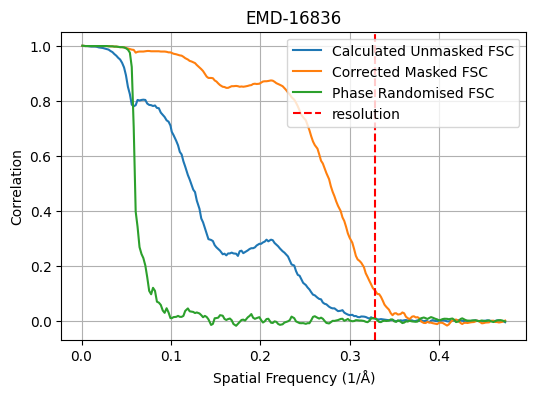 EMD-16836
1.0
0.8
0.6
0.4
0.2
0.0
Correlation
Calculated Unmasked FSC
Corrected Masked FSC
Phase Randomised FSC
resolution
0.0 0.1 0.2 0.3 0.4
Spatial Frequency (1/Å)